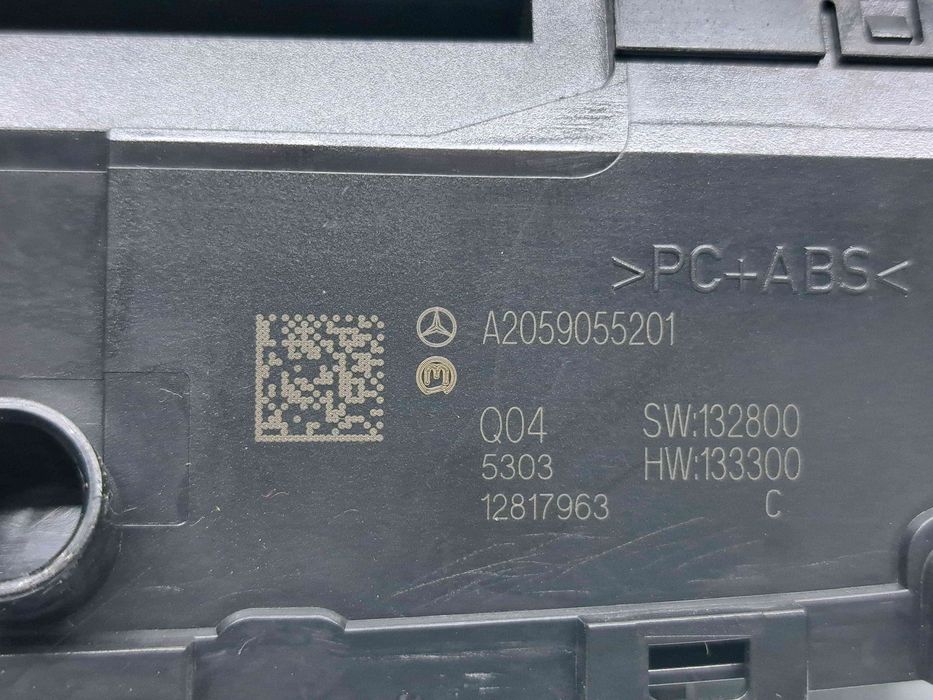 >PC+ABS<
A2059055201
Q04 SW:132800
5303 HW:133300
12817963 C